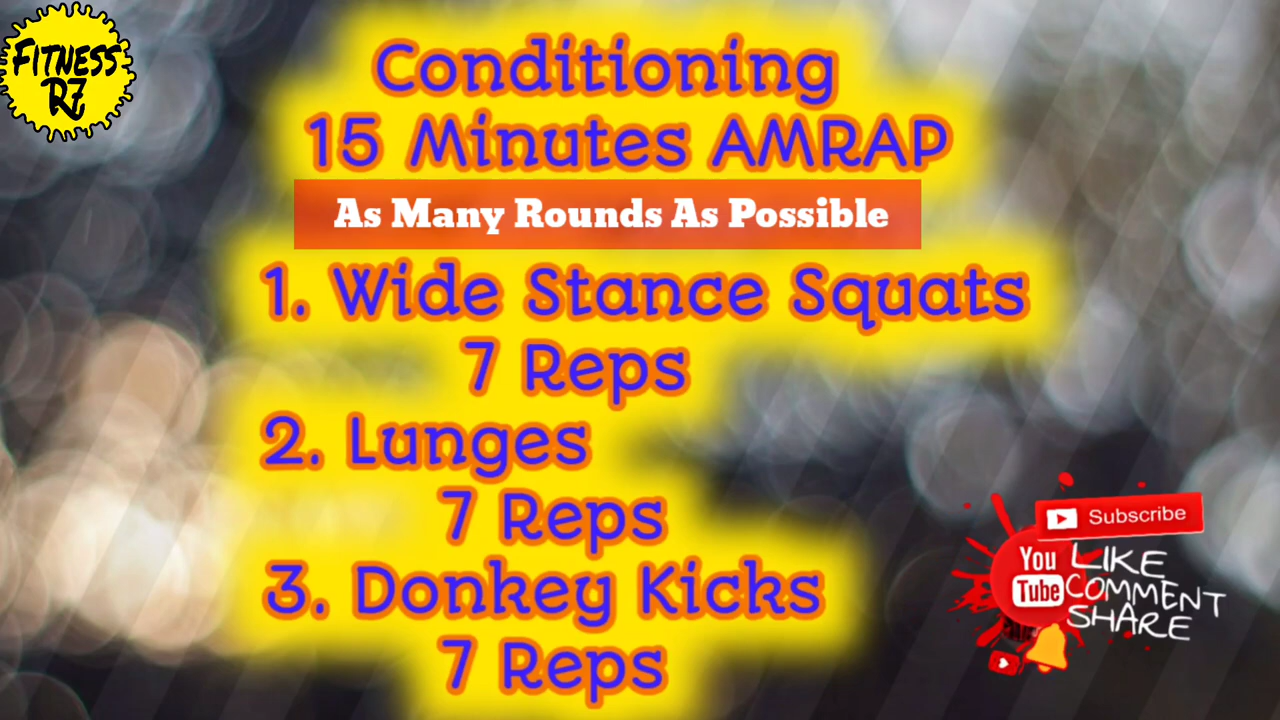 FITNESS
RZ
Conditioning
15 Minutes AMRAP
As Many Rounds As Possible
1. Wide Stance Squats
7 Reps
2. Lunges
7 Reps
3. Donkey Kicks
7 Reps
Subscribe
You
Tube
LIKE
COMMENT
SHARE